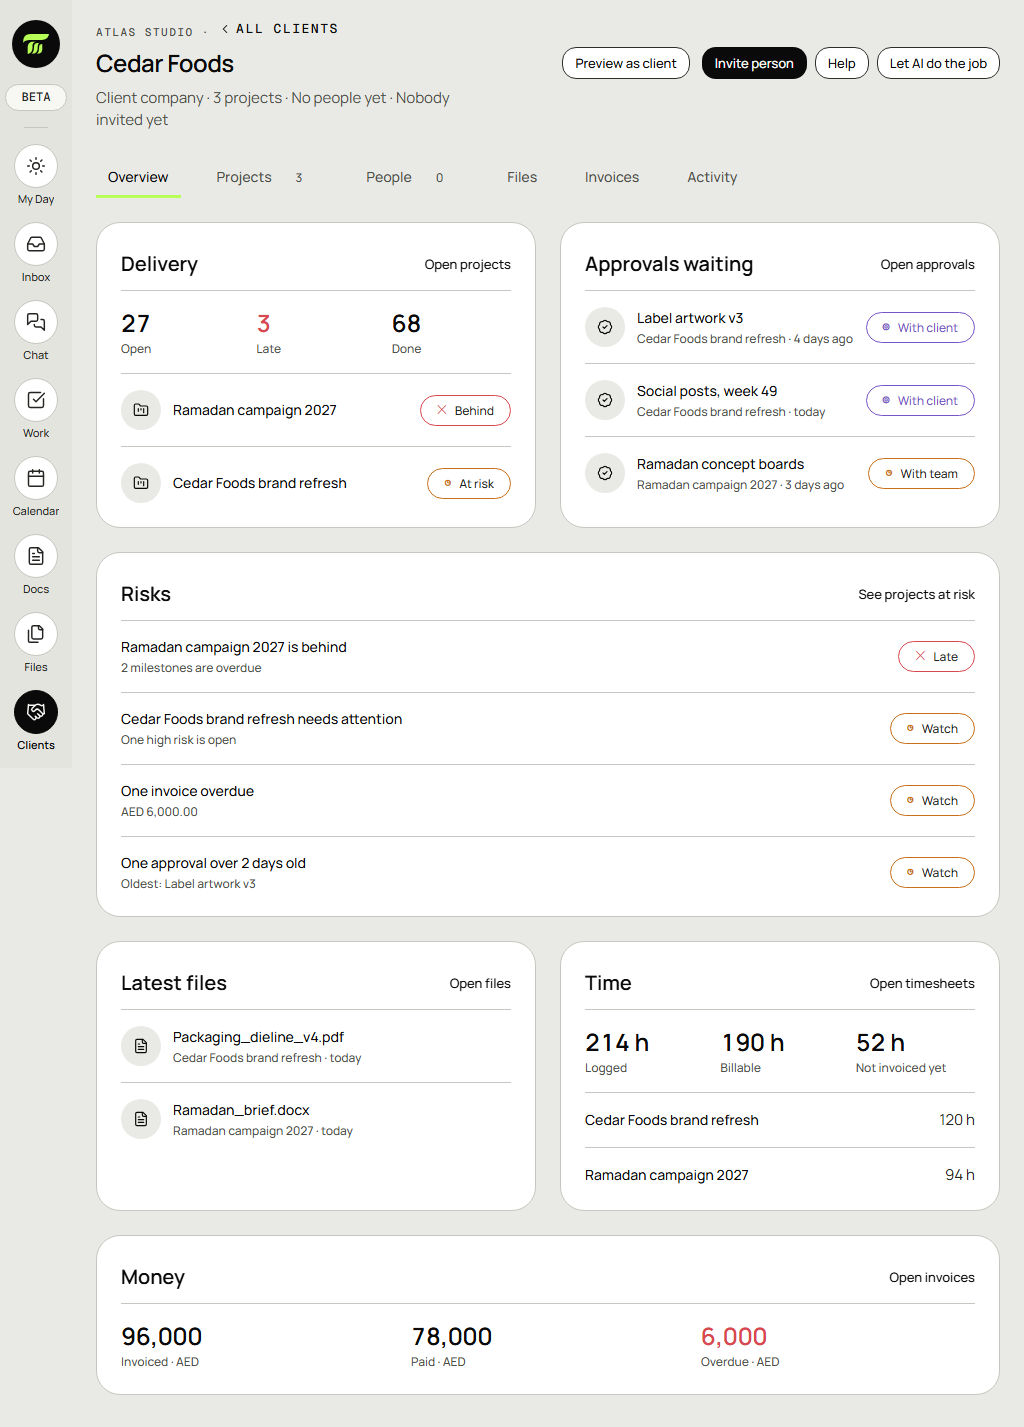 ATLAS STUDIO · < ALL CLIENTS
Cedar Foods
Client company · 3 projects · No people yet · Nobody
invited yet
Preview as client
Invite person
Help
Let AI do the job
BETA
My Day
Inbox
Chat
Work
Calendar
Docs
Files
Clients
Overview
Projects 3
People 0
Files
Invoices
Activity
Delivery
Open projects
27
Open
3
Late
68
Done
Ramadan campaign 2027
Behind
Cedar Foods brand refresh
At risk
Approvals waiting
Open approvals
Label artwork v3
Cedar Foods brand refresh · 4 days ago
With client
Social posts, week 49
Cedar Foods brand refresh · today
With client
Ramadan concept boards
Ramadan campaign 2027 · 3 days ago
With team
Risks
See projects at risk
Ramadan campaign 2027 is behind
2 milestones are overdue
Late
Cedar Foods brand refresh needs attention
One high risk is open
Watch
One invoice overdue
AED 6,000.00
Watch
One approval over 2 days old
Oldest: Label artwork v3
Watch
Latest files
Open files
Packaging_dieline_v4.pdf
Cedar Foods brand refresh · today
Ramadan_brief.docx
Ramadan campaign 2027 · today
Time
Open timesheets
214 h
Logged
190 h
Billable
52 h
Not invoiced yet
Cedar Foods brand refresh
120 h
Ramadan campaign 2027
94 h
Money
Open invoices
96,000
Invoiced · AED
78,000
Paid · AED
6,000
Overdue · AED